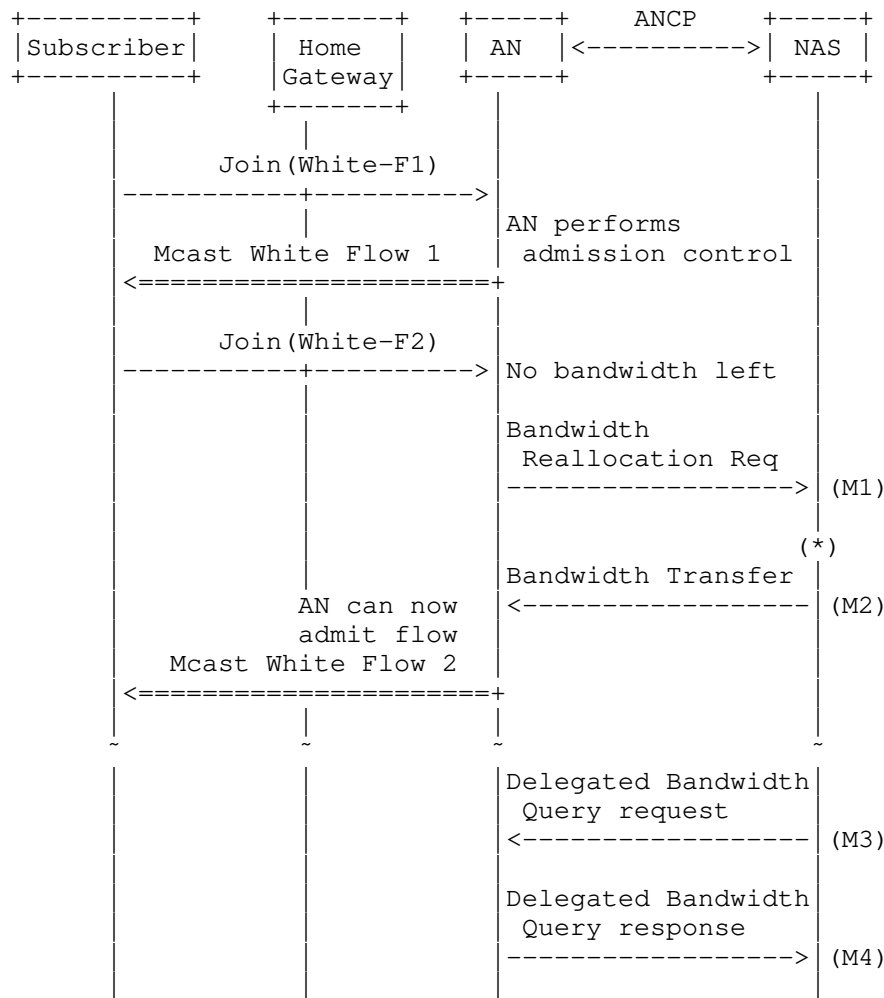 ANCP
Subscriber Home AN <----------> NAS
Gateway
Join(White-F1)
AN performs
Mcast White Flow 1 admission control
Join(White-F2)
No bandwidth left
Bandwidth
Reallocation Req
(M1)
(*)
Bandwidth Transfer
AN can now (M2)
admit flow
Mcast White Flow 2
~ ~ ~ ~
Delegated Bandwidth
Query request
(M3)
Delegated Bandwidth
Query response
(M4)